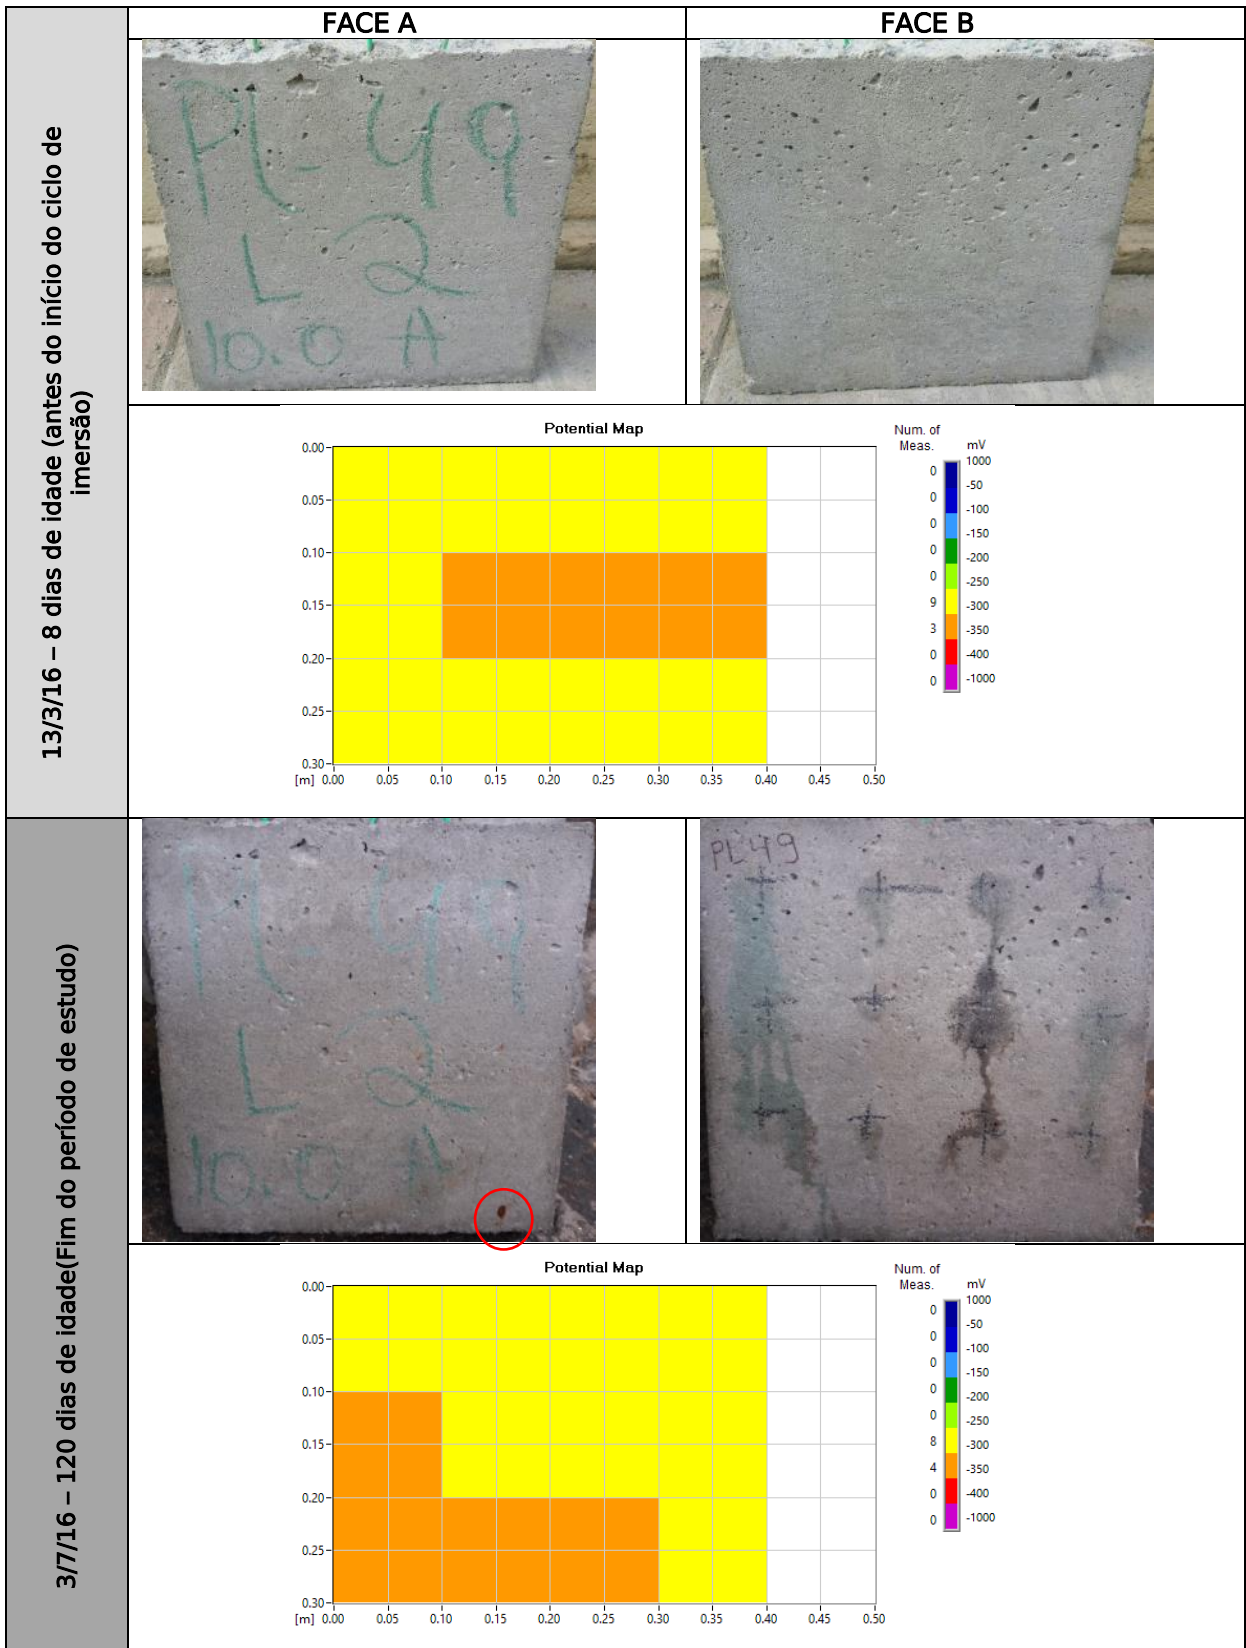 FACE A
FACE B
13/3/16 – 8 dias de idade (antes do início do ciclo de
imersão)
PL- 49
L 2
10.0 A
Potential Map
Num. of
Meas.
mV
0.00
0.05
0.10
0.15
0.20
0.25
0.30
[m] 0.00 0.05 0.10 0.15 0.20 0.25 0.30 0.35 0.40 0.45 0.50
0
0
0
0
0
9
3
0
0
1000
-50
-100
-150
-200
-250
-300
-350
-400
-1000
3/7/16 – 120 dias de idade(Fim do período de estudo)
PL- 49
L 2
10.0 A
PL49
Potential Map
Num. of
Meas.
mV
0.00
0.05
0.10
0.15
0.20
0.25
0.30
[m] 0.00 0.05 0.10 0.15 0.20 0.25 0.30 0.35 0.40 0.45 0.50
0
0
0
0
0
8
4
0
0
1000
-50
-100
-150
-200
-250
-300
-350
-400
-1000